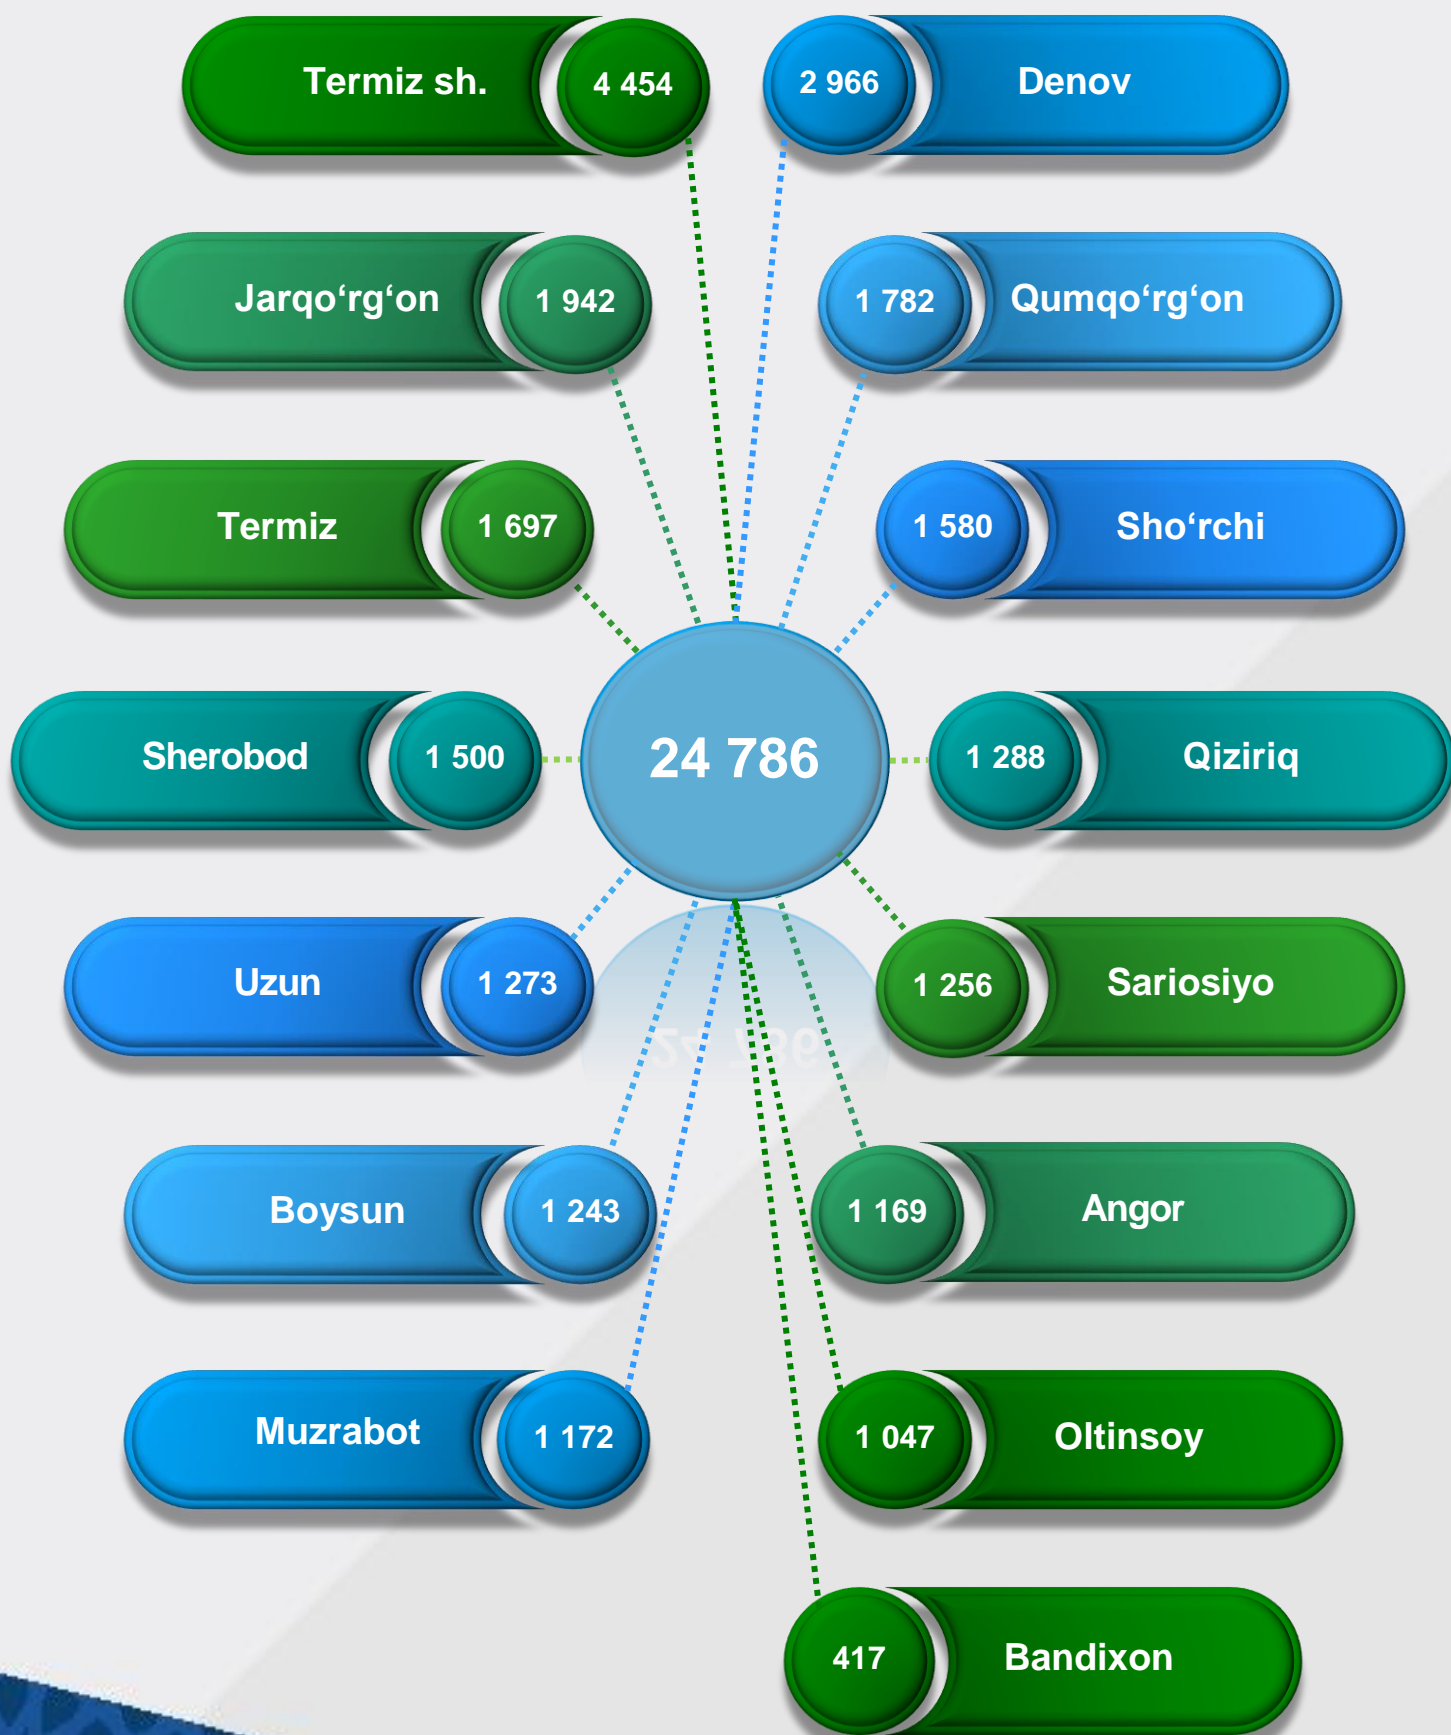 Termiz sh. 4 454
2 966 Denov
Jarqo‘rg‘on 1 942
1 782 Qumqo‘rg‘on
Termiz 1 697
1 580 Sho‘rchi
Sherobod 1 500
24 786
1 288 Qiziriq
Uzun 1 273
1 256 Sariosiyo
Boysun 1 243
1 169 Angor
Muzrabot 1 172
1 047 Oltinsoy
417 Bandixon